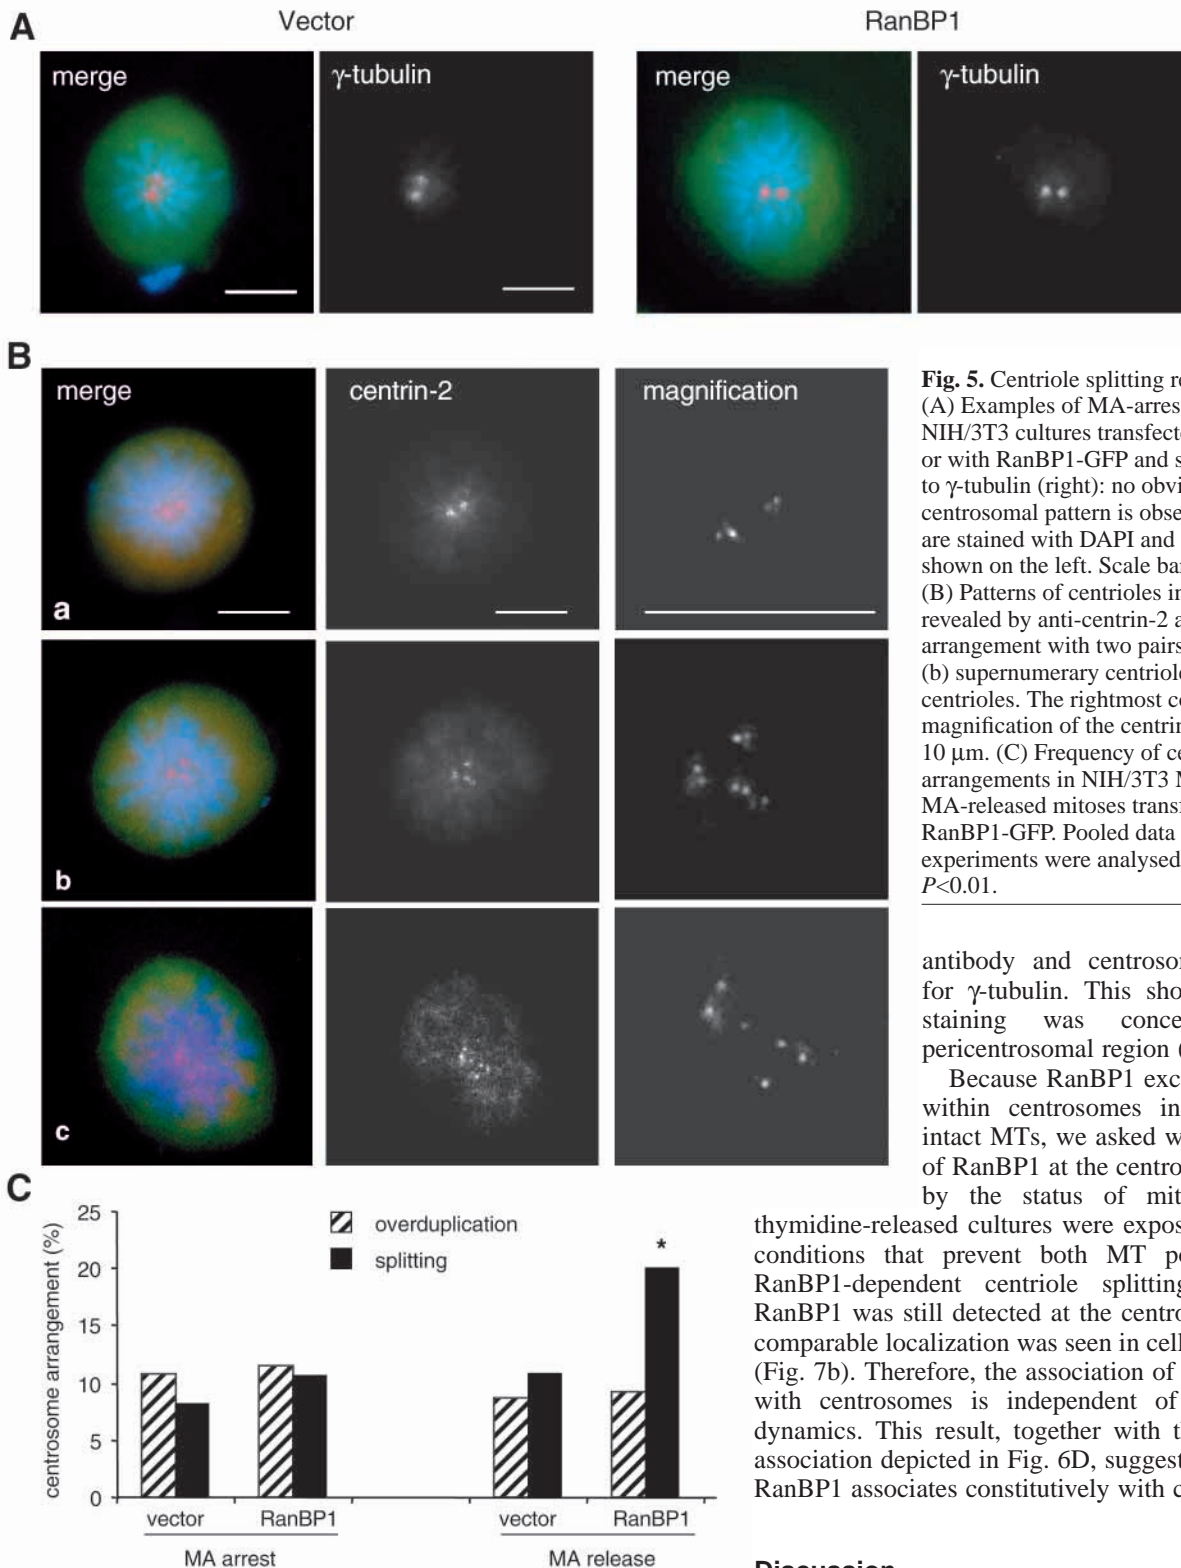 A
Vector
RanBP1
merge
γ-tubulin
merge
γ-tubulin
B
merge
centrin-2
magnification
a
b
c
Fig. 5. Centriole splitting r
(A) Examples of MA-arres
NIH/3T3 cultures transfect
or with RanBP1-GFP and s
to γ-tubulin (right): no obvi
centrosomal pattern is obse
are stained with DAPI and
shown on the left. Scale bar
(B) Patterns of centrioles in
revealed by anti-centrin-2 a
arrangement with two pairs
(b) supernumerary centriole
centrioles. The rightmost c
magnification of the centrin
10 μm. (C) Frequency of ce
arrangements in NIH/3T3 M
MA-released mitoses transf
RanBP1-GFP. Pooled data
experiments were analysed
P<0.01.
antibody and centroso
for γ-tubulin. This sho
staining was conce
pericentrosomal region (
Because RanBP1 exc
within centrosomes in
intact MTs, we asked w
of RanBP1 at the centro
by the status of mit
thymidine-released cultures were expos
conditions that prevent both MT p
RanBP1-dependent centriole splitting
RanBP1 was still detected at the centro
comparable localization was seen in cell
(Fig. 7b). Therefore, the association of
with centrosomes is independent of
dynamics. This result, together with t
association depicted in Fig. 6D, suggest
RanBP1 associates constitutively with c
Discussion
C
centrosome arrangement (%)
25
20
15
10
5
0
overduplication
splitting
*
vector
RanBP1
vector
RanBP1
MA arrest
MA release